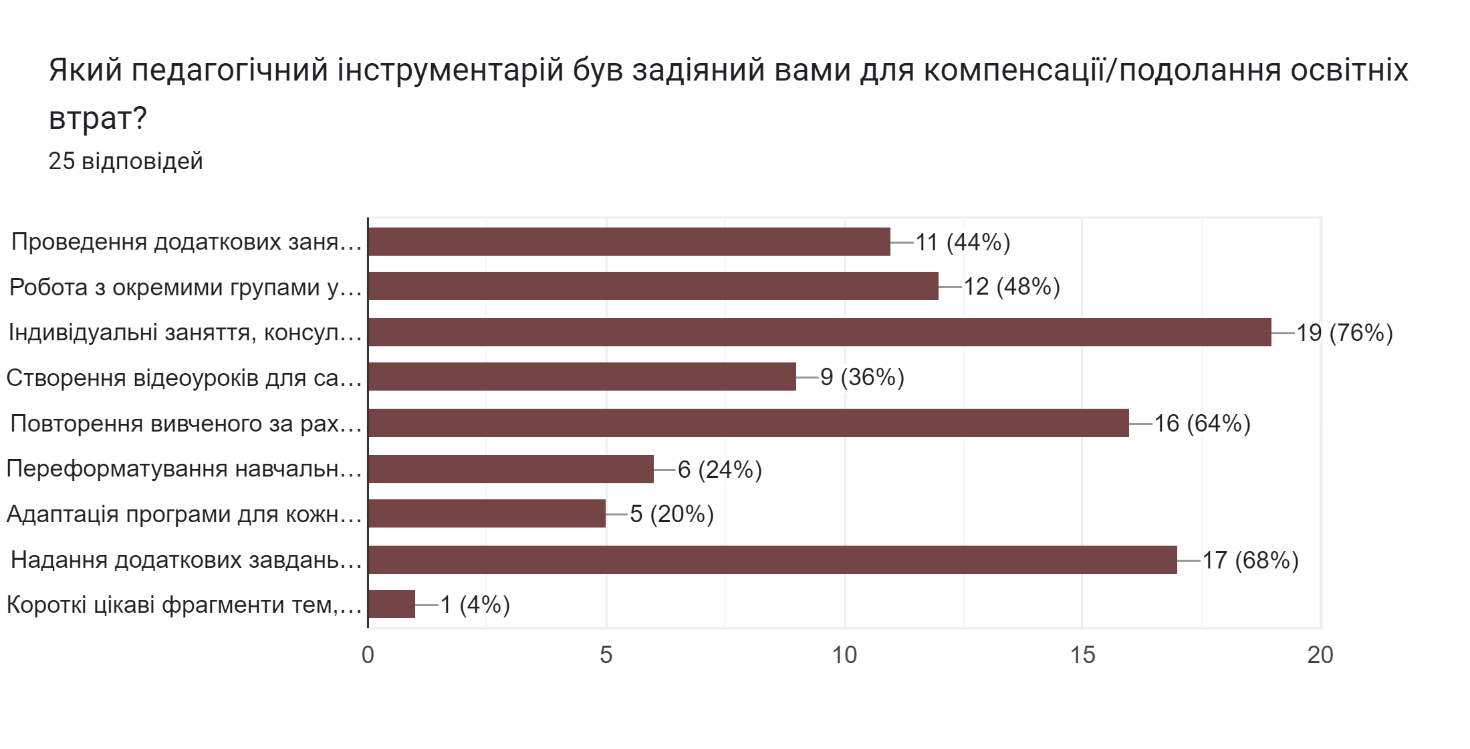 Який педагогічний інструментарій був задіяний вами для компенсації/подолання освітніх
втрат?
25 відповідей
Проведення додаткових заня… 11 (44%)
Робота з окремими групами у… 12 (48%)
Індивідуальні заняття, консул… 19 (76%)
Створення відеоуроків для са… 9 (36%)
Повторення вивченого за рах… 16 (64%)
Переформатування навчальн… 6 (24%)
Адаптація програми для кожн… 5 (20%)
Надання додаткових завдань… 17 (68%)
Короткі цікаві фрагменти тем,… 1 (4%)
0 5 10 15 20